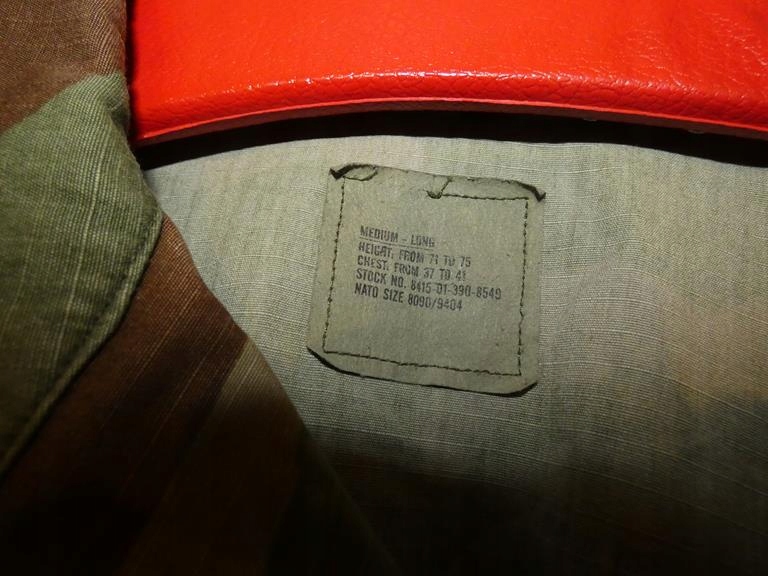 MEDIUM - LONG
HEIGHT: FROM 71 TO 75
CHEST: FROM 37 TO 41
STOCK NO. 8415-01-390-8549
NATO SIZE 8090/9404